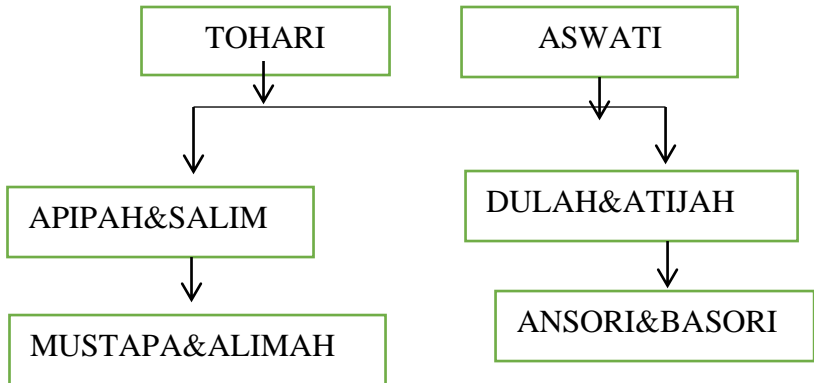 TOHARI
ASWATI
APIPAH&SALIM
DULAH&ATIJAH
MUSTAPA&ALIMAH
ANSORI&BASORI